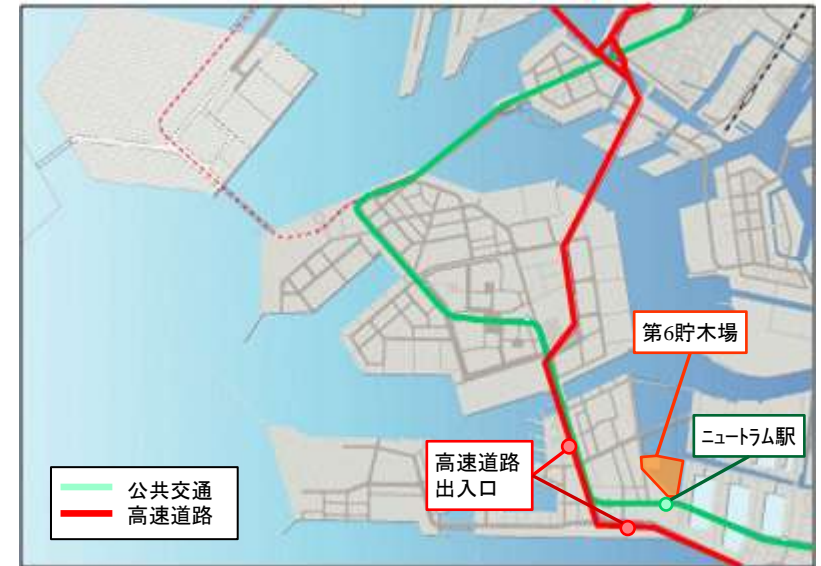 第6貯木場
ニュートラム駅
高速道路
出入口
公共交通
高速道路